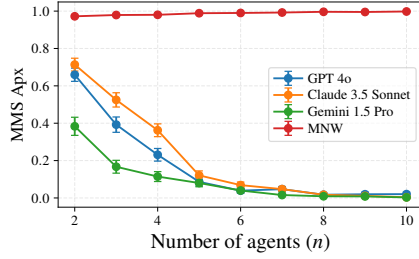 1.0
0.8
0.6
0.4
0.2
0.0
MMS Apx
GPT 4o
Claude 3.5 Sonnet
Gemini 1.5 Pro
MNW
2
4
6
8
10
Number of agents (n)